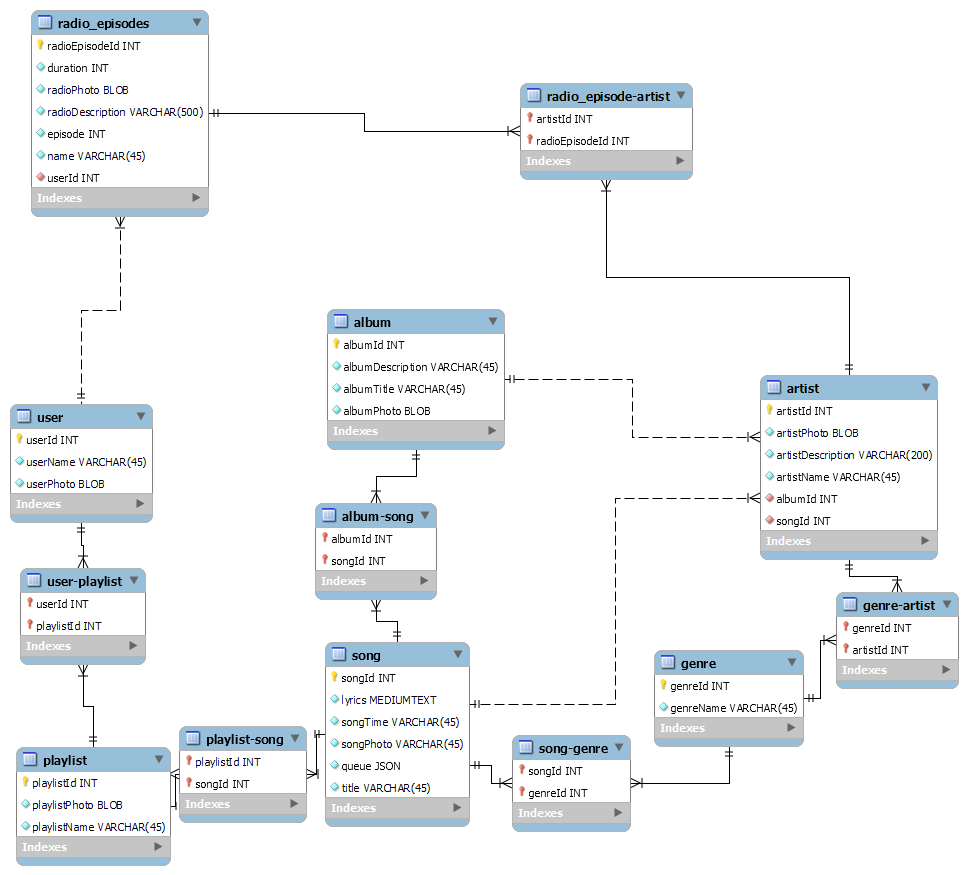 radio_episodes
radioEpisodeId INT
duration INT
radioPhoto BLOB
radioDescription VARCHAR(500)
episode INT
name VARCHAR(45)
userId INT
Indexes
radio_episode-artist
artistId INT
radioEpisodeId INT
Indexes
album
albumId INT
albumDescription VARCHAR(45)
albumTitle VARCHAR(45)
albumPhoto BLOB
Indexes
artist
artistId INT
artistPhoto BLOB
artistDescription VARCHAR(200)
artistName VARCHAR(45)
albumId INT
songId INT
Indexes
user
userId INT
userName VARCHAR(45)
userPhoto BLOB
Indexes
album-song
albumId INT
songId INT
Indexes
user-playlist
userId INT
playlistId INT
Indexes
genre-artist
genreId INT
artistId INT
Indexes
song
songId INT
lyrics MEDIUMTEXT
songTime VARCHAR(45)
songPhoto VARCHAR(45)
queue JSON
title VARCHAR(45)
Indexes
genre
genreId INT
genreName VARCHAR(45)
Indexes
playlist
playlistId INT
playlistPhoto BLOB
playlistName VARCHAR(45)
Indexes
playlist-song
playlistId INT
songId INT
Indexes
song-genre
songId INT
genreId INT
Indexes